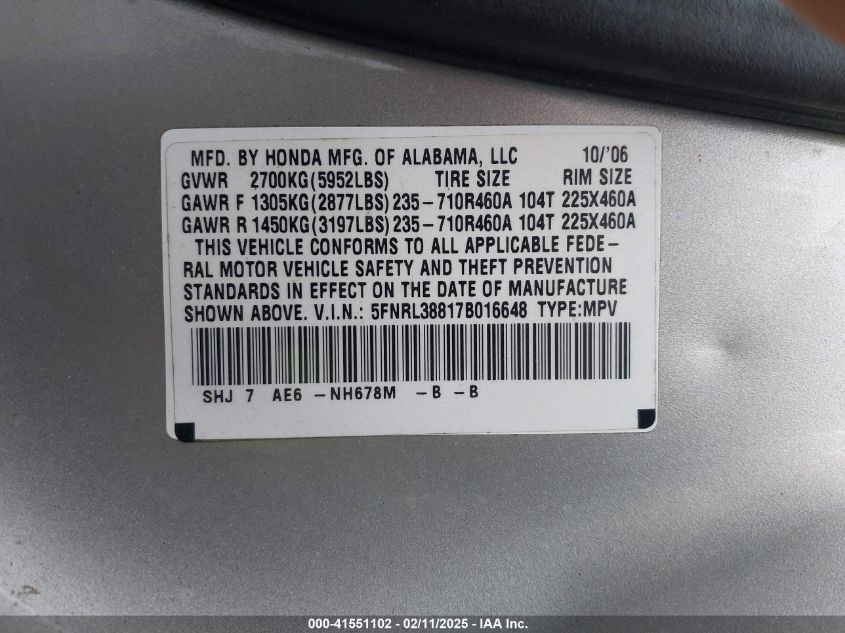 MFD. BY HONDA MFG. OF ALABAMA, LLC 10/'06
GVWR 2700KG(5952LBS) TIRE SIZE RIM SIZE
GAWR F 1305KG(2877LBS) 235-710R460A 104T 225X460A
GAWR R 1450KG(3197LBS) 235-710R460A 104T 225X460A
THIS VEHICLE CONFORMS TO ALL APPLICABLE FEDE-
RAL MOTOR VEHICLE SAFETY AND THEFT PREVENTION
STANDARDS IN EFFECT ON THE DATE OF MANUFACTURE
SHOWN ABOVE. V.I.N.: 5FNRL38817B016648 TYPE:MPV
SHJ 7 AE6 -NH678M -B -B
000-41551102 - 02/11/2025 - IAA Inc.